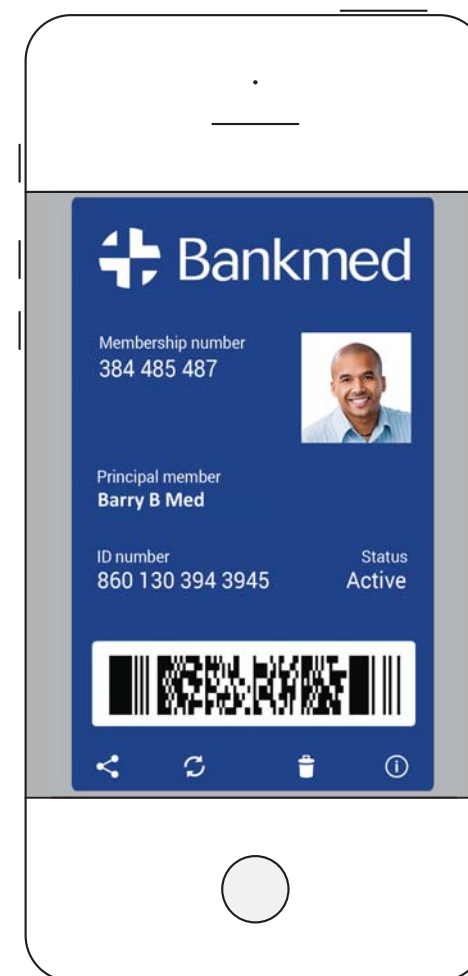 Bankmed
Membership number
384 485 487
Principal member
Barry B Med
ID number
860 130 394 3945
Status
Active